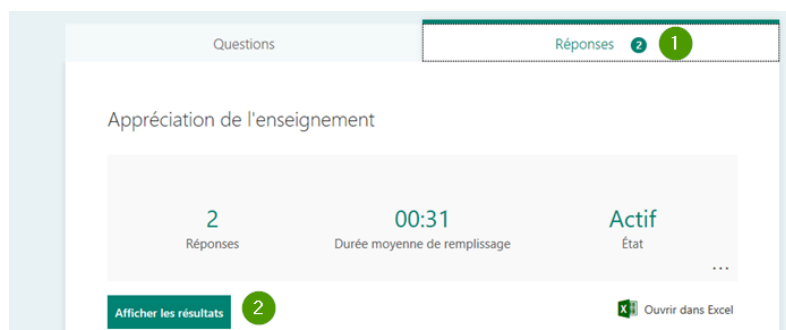 Questions
Réponses 2 1
Appréciation de l'enseignement
2 00:31 Actif
Réponses Durée moyenne de remplissage État
...
Afficher les résultats 2 Ouvrir dans Excel